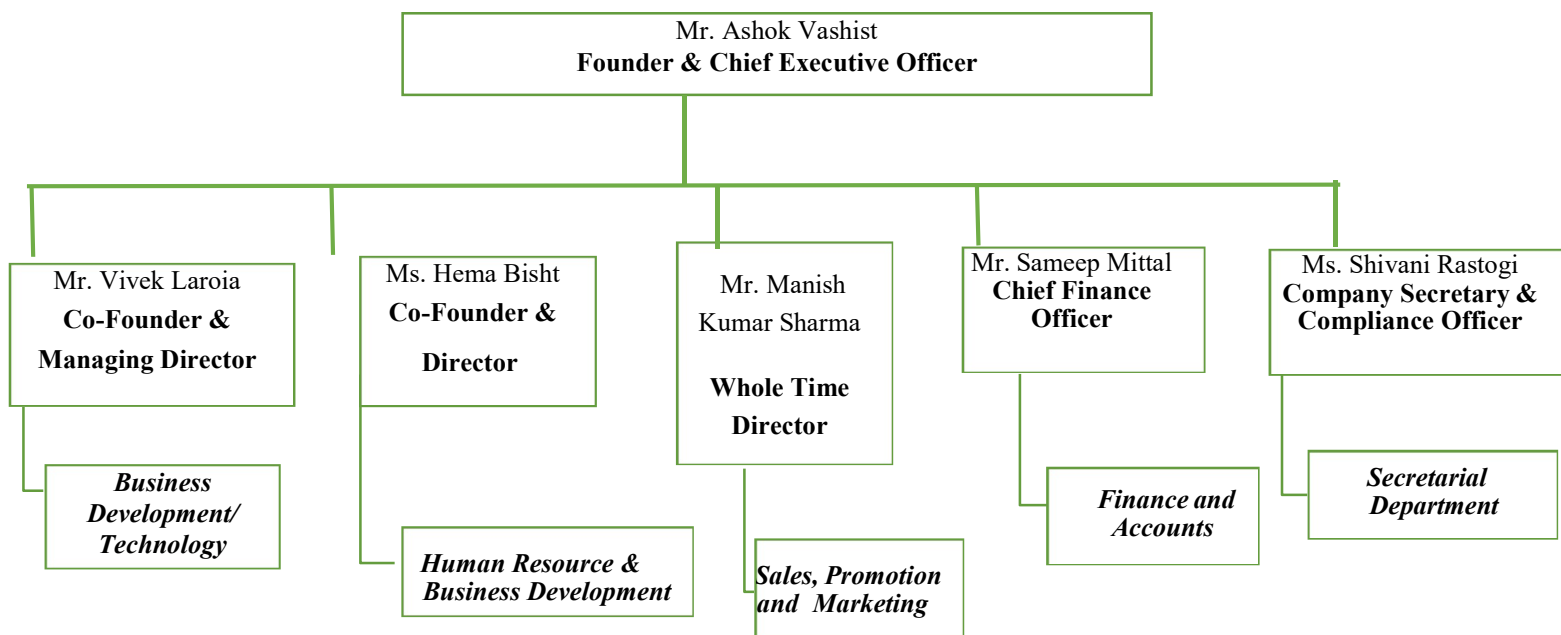 Mr. Ashok Vashist
Founder & Chief Executive Officer
Mr. Vivek Laroia
Co-Founder &
Managing Director
Ms. Hema Bisht
Co-Founder &
Director
Mr. Manish
Kumar Sharma
Whole Time
Director
Mr. Sameep Mittal
Chief Finance
Officer
Ms. Shivani Rastogi
Company Secretary &
Compliance Officer
Business
Development/
Technology
Human Resource &
Business Development
Sales, Promotion
and Marketing
Finance and
Accounts
Secretarial
Department